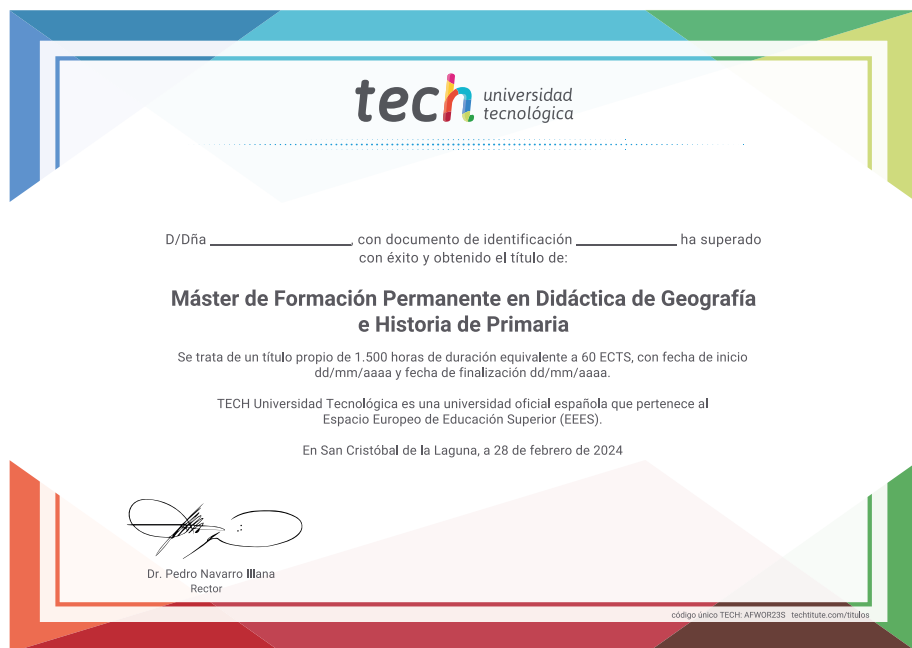 tech universidad
tecnológica
D/Dña ____________, con documento de identificación ____________ ha superado
con éxito y obtenido el título de:
Máster de Formación Permanente en Didáctica de Geografía
e Historia de Primaria
Se trata de un título propio de 1.500 horas de duración equivalente a 60 ECTS, con fecha de inicio
dd/mm/aaaa y fecha de finalización dd/mm/aaaa.
TECH Universidad Tecnológica es una universidad oficial española que pertenece al
Espacio Europeo de Educación Superior (EEES).
En San Cristóbal de la Laguna, a 28 de febrero de 2024
Dr. Pedro Navarro Illana
Rector
código único TECH: AFWOR23S techtitute.com/titulos